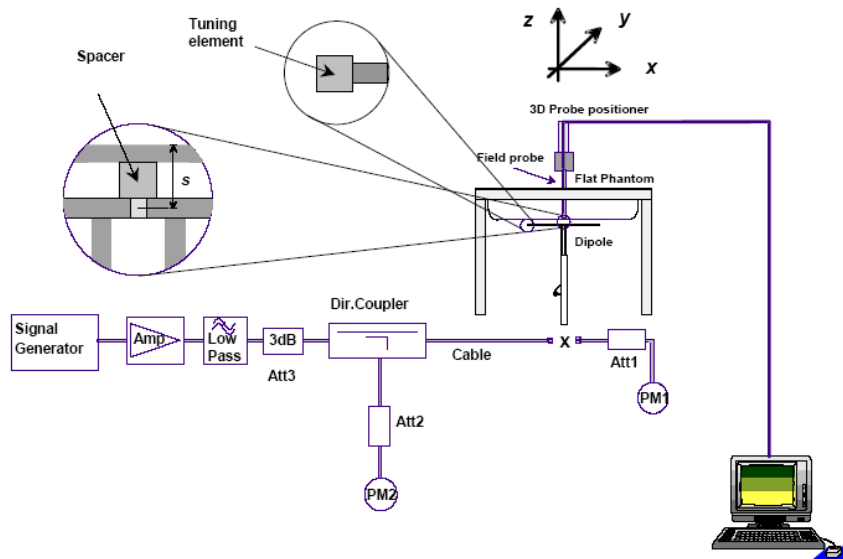 Tuning
element
Spacer
z
y
x
3D Probe positioner
Field probe
Flat Phantom
s
Dipole
Dir.Coupler
Signal
Generator
Amp
Low
Pass
3dB
Att3
Cable
x
Att1
PM1
Att2
PM2